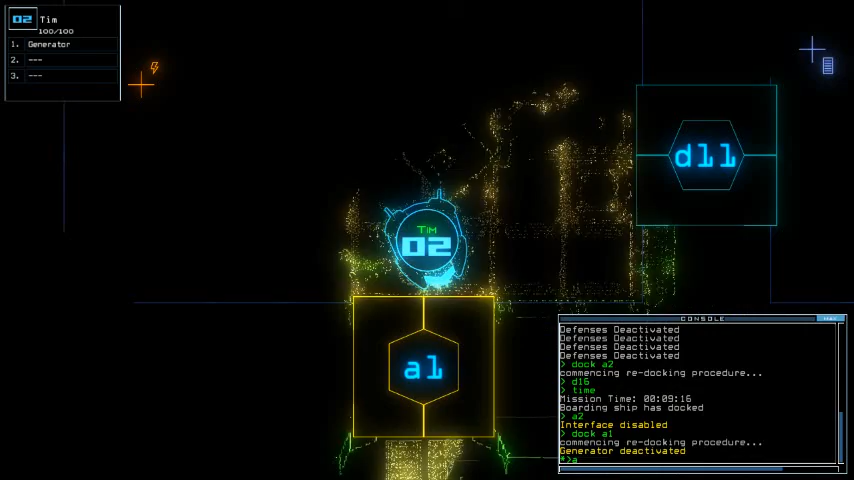 02 Tim
100/100
1. Generator
2. ---
3. ---
d11
Tim
02
a1
CONSOLE
Defenses Deactivated
Defenses Deactivated
Defenses Deactivated
Defenses Deactivated
> dock a2
commencing re-docking procedure...
> d16
> time
Mission Time: 00:09:16
Boarding ship has docked
> a2
Interface disabled
> dock a1
commencing re-docking procedure...
Generator deactivated
*>a